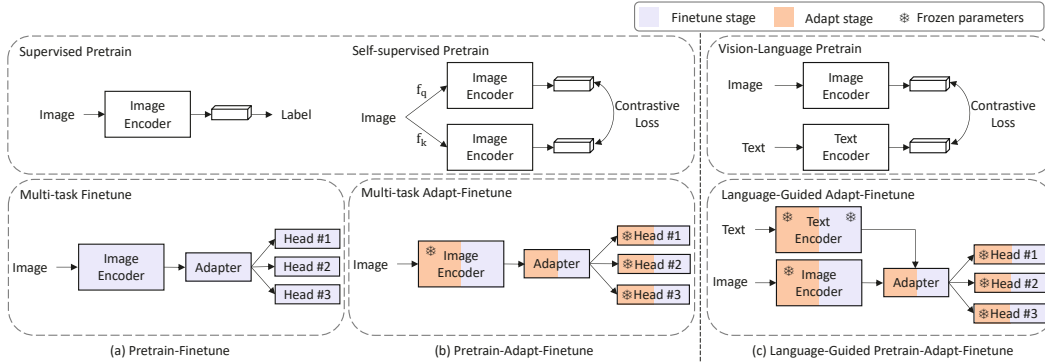 Finetune stage
Adapt stage
Frozen parameters
Supervised Pretrain
Image
Image
Encoder
Label
Self-supervised Pretrain
Image
f_q
f_k
Image
Encoder
Image
Encoder
Contrastive
Loss
Vision-Language Pretrain
Image
Image
Encoder
Text
Text
Encoder
Contrastive
Loss
Multi-task Finetune
Image
Image
Encoder
Adapter
Head #1
Head #2
Head #3
Multi-task Adapt-Finetune
Image
Image
Encoder
Adapter
Head #1
Head #2
Head #3
Language-Guided Adapt-Finetune
Text
Text
Encoder
Image
Image
Encoder
Adapter
Head #1
Head #2
Head #3
(a) Pretrain-Finetune
(b) Pretrain-Adapt-Finetune
(c) Language-Guided Pretrain-Adapt-Finetune